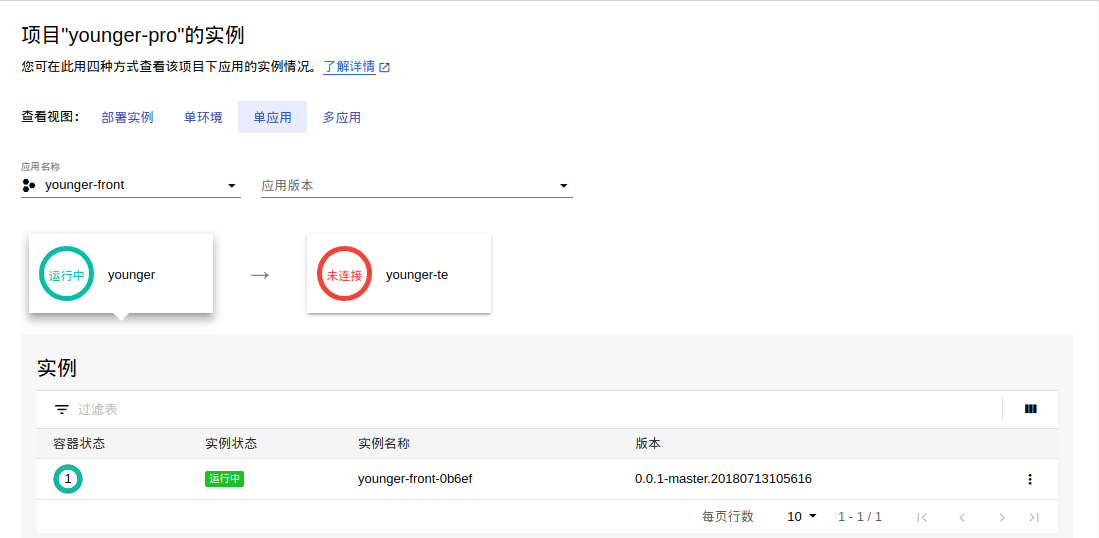 项目"younger-pro"的实例
您可在此用四种方式查看该项目下应用的实例情况。了解详情
查看视图： 部署实例 单环境 单应用 多应用
应用名称
younger-front 应用版本
运行中 younger → 未连接 younger-te
实例
过滤表
容器状态 实例状态 实例名称 版本
1 运行中 younger-front-0b6ef 0.0.1-master.20180713105616
每页行数 10 1 - 1 / 1